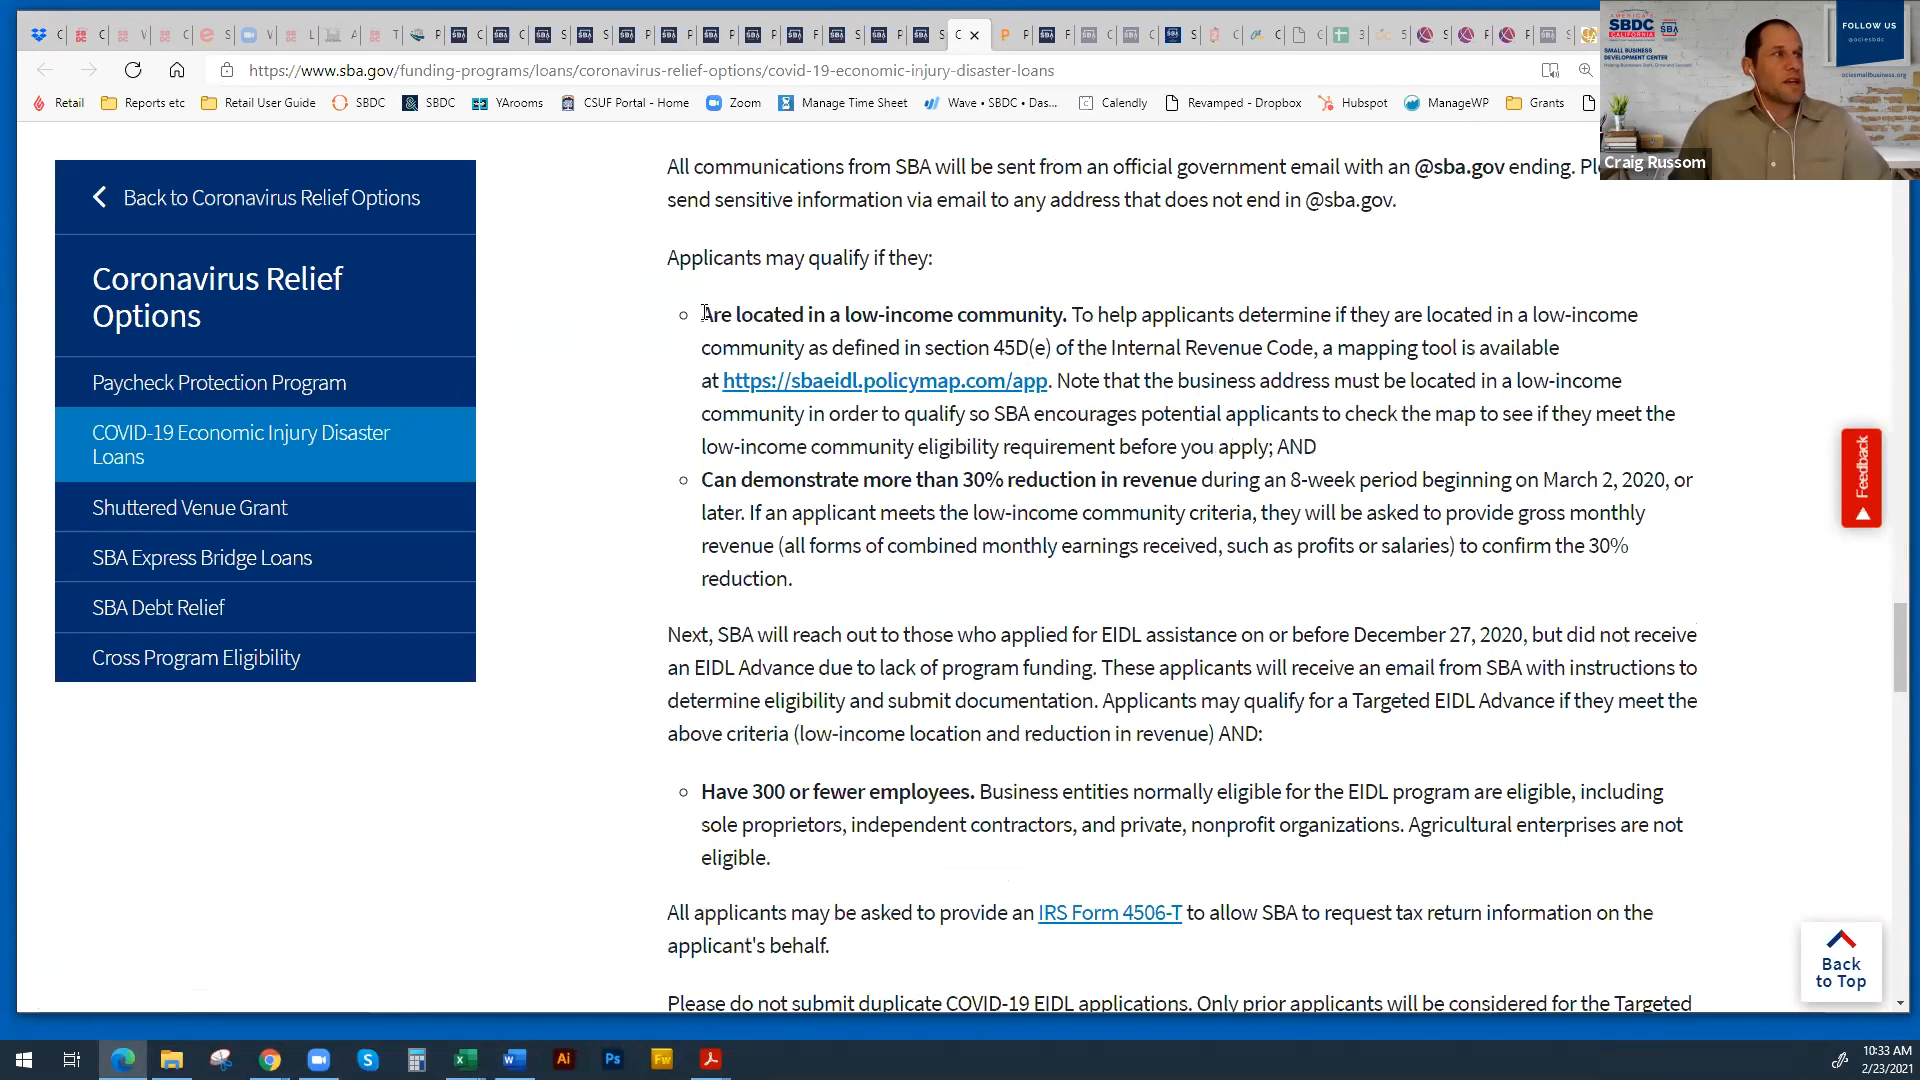 https://www.sba.gov/funding-programs/loans/coronavirus-relief-options/covid-19-economic-injury-disaster-loans
Retail Reports etc Retail User Guide SBDC SBDC YArooms CSUF Portal - Home Zoom Manage Time Sheet Wave • SBDC • Das... Calendly Revamped - Dropbox Hubspot ManageWP Grants
AMERICA'S
SBDC
CALIFORNIA
SBA
SMALL BUSINESS
DEVELOPMENT CENTER
FOLLOW US
@ociesbdc
ociesmallbusiness.org
Craig Russom
Back to Coronavirus Relief Options
Coronavirus Relief
Options
Paycheck Protection Program
COVID-19 Economic Injury Disaster
Loans
Shuttered Venue Grant
SBA Express Bridge Loans
SBA Debt Relief
Cross Program Eligibility
All communications from SBA will be sent from an official government email with an @sba.gov ending.
send sensitive information via email to any address that does not end in @sba.gov.
Applicants may qualify if they:
Are located in a low-income community. To help applicants determine if they are located in a low-income
community as defined in section 45D(e) of the Internal Revenue Code, a mapping tool is available
at https://sbaeidl.policymap.com/app. Note that the business address must be located in a low-income
community in order to qualify so SBA encourages potential applicants to check the map to see if they meet the
low-income community eligibility requirement before you apply; AND
Can demonstrate more than 30% reduction in revenue during an 8-week period beginning on March 2, 2020, or
later. If an applicant meets the low-income community criteria, they will be asked to provide gross monthly
revenue (all forms of combined monthly earnings received, such as profits or salaries) to confirm the 30%
reduction.
Next, SBA will reach out to those who applied for EIDL assistance on or before December 27, 2020, but did not receive
an EIDL Advance due to lack of program funding. These applicants will receive an email from SBA with instructions to
determine eligibility and submit documentation. Applicants may qualify for a Targeted EIDL Advance if they meet the
above criteria (low-income location and reduction in revenue) AND:
Have 300 or fewer employees. Business entities normally eligible for the EIDL program are eligible, including
sole proprietors, independent contractors, and private, nonprofit organizations. Agricultural enterprises are not
eligible.
All applicants may be asked to provide an IRS Form 4506-T to allow SBA to request tax return information on the
applicant's behalf.
Please do not submit duplicate COVID-19 EIDL applications. Only prior applicants will be considered for the Targeted
Feedback
Back
to Top
10:33 AM
2/23/2021